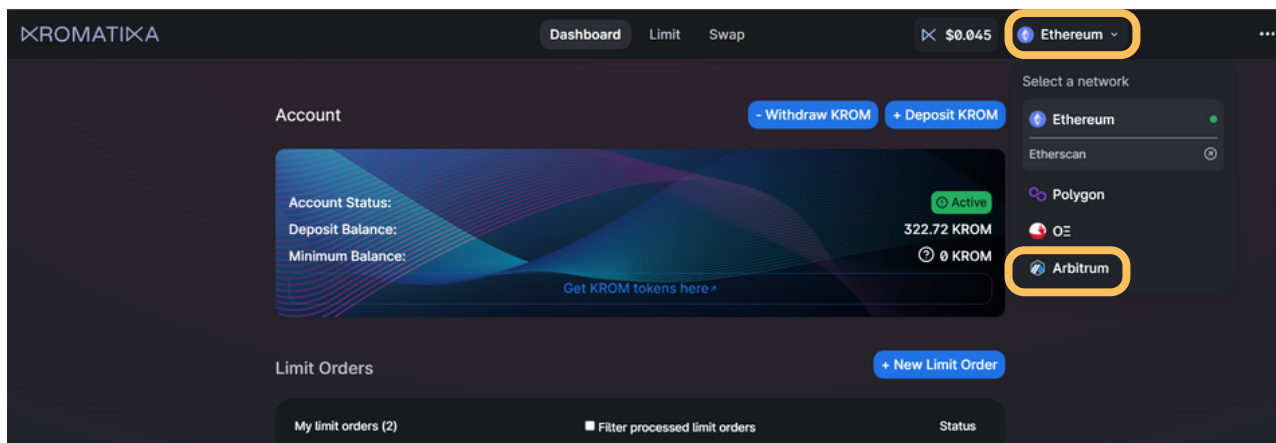 KROMATIKA
Dashboard Limit Swap
$0.045
Ethereum
Select a network
Ethereum
Etherscan
Polygon
OΞ
Arbitrum
Account
- Withdraw KROM
+ Deposit KROM
Account Status: Active
Deposit Balance: 322.72 KROM
Minimum Balance: 0 KROM
Get KROM tokens here↗
Limit Orders
+ New Limit Order
My limit orders (2) Filter processed limit orders Status